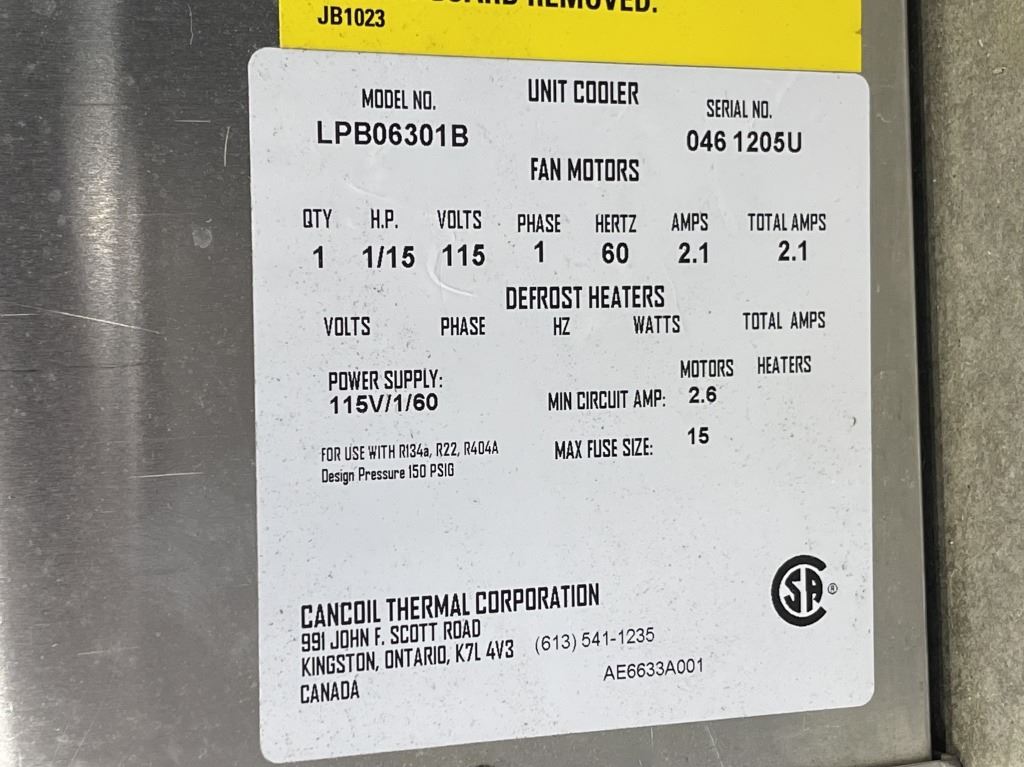 REMOVED.
JB1023
UNIT COOLER
MODEL NO. SERIAL NO.
LPB06301B 046 1205U
FAN MOTORS
QTY H.P. VOLTS PHASE HERTZ AMPS TOTAL AMPS
1 1/15 115 1 60 2.1 2.1
DEFROST HEATERS
VOLTS PHASE HZ WATTS TOTAL AMPS
MOTORS HEATERS
POWER SUPPLY:
115V/1/60
MIN CIRCUIT AMP: 2.6
MAX FUSE SIZE: 15
FOR USE WITH R134a, R22, R404A
Design Pressure 150 PSIG
SA ®
CANCOIL THERMAL CORPORATION
991 JOHN F. SCOTT ROAD
KINGSTON, ONTARIO, K7L 4V3 (613) 541-1235
CANADA
AE6633A001